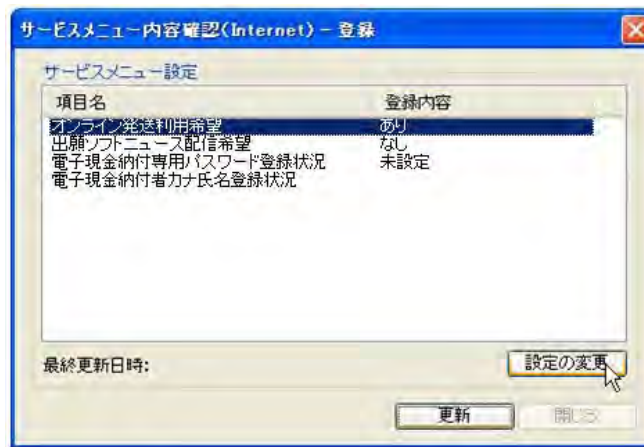 サービスメニュー内容確認(Internet) - 登録
サービスメニュー設定
項目名 登録内容
オンライン発送利用希望 あり
出願ソフトニュース配信希望 なし
電子現金納付専用パスワード登録状況 未設定
電子現金納付者カナ氏名登録状況
最終更新日時: 設定の変更
更新 閉じる